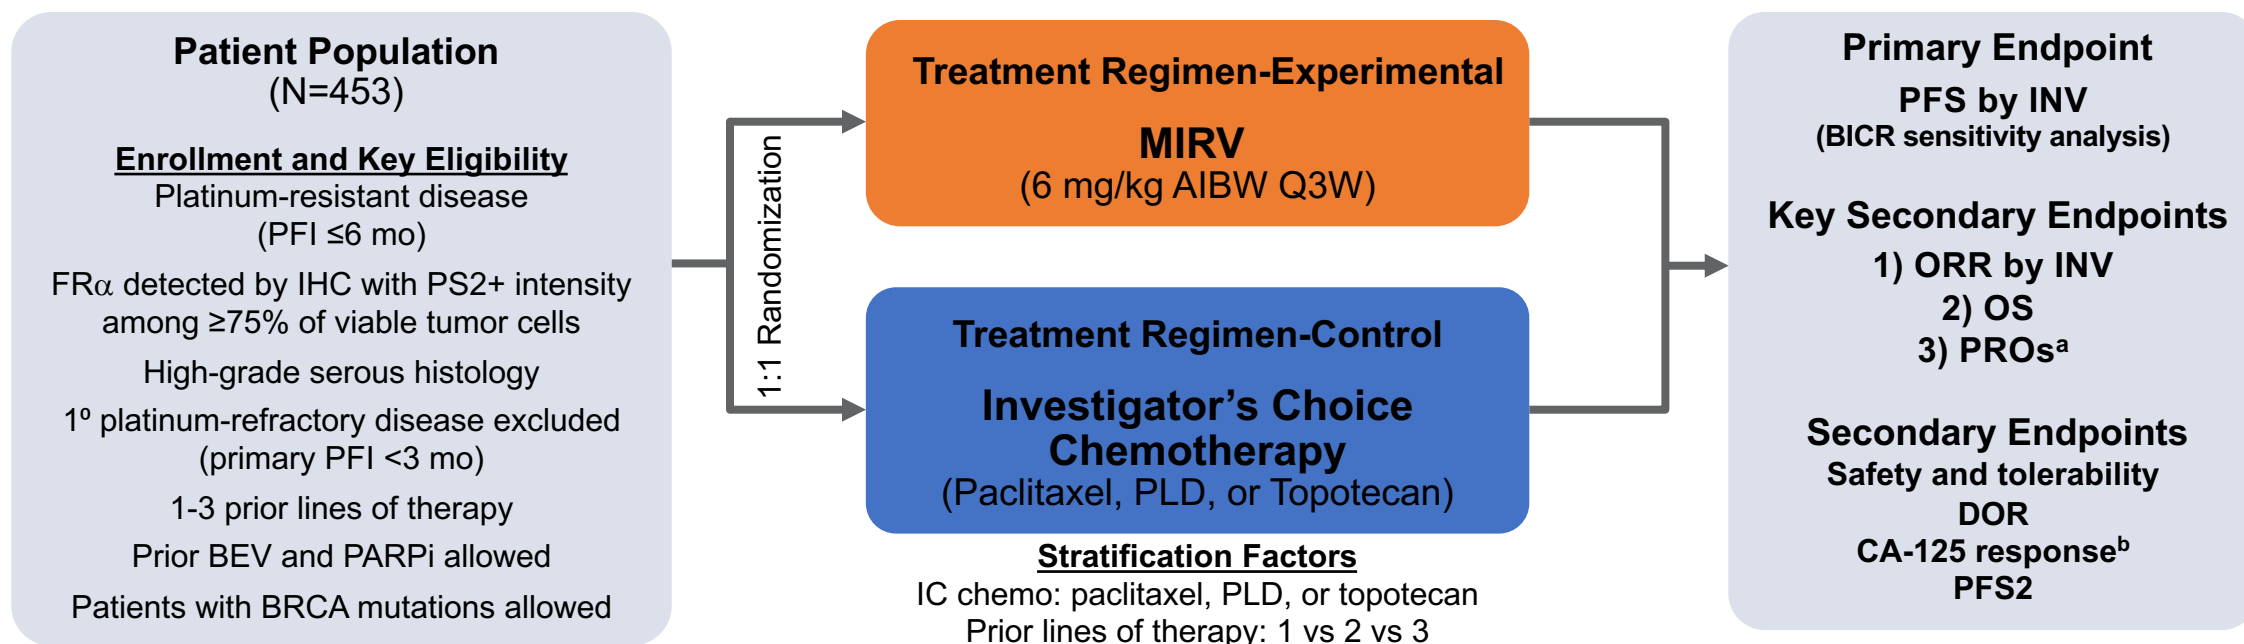 Patient Population
(N=453)
Enrollment and Key Eligibility
Platinum-resistant disease
(PFI ≤6 mo)
FRα detected by IHC with PS2+ intensity
among ≥75% of viable tumor cells
High-grade serous histology
1º platinum-refractory disease excluded
(primary PFI <3 mo)
1-3 prior lines of therapy
Prior BEV and PARPi allowed
Patients with BRCA mutations allowed
1:1 Randomization
Treatment Regimen-Experimental
MIRV
(6 mg/kg AIBW Q3W)
Treatment Regimen-Control
Investigator’s Choice
Chemotherapy
(Paclitaxel, PLD, or Topotecan)
Stratification Factors
IC chemo: paclitaxel, PLD, or topotecan
Prior lines of therapy: 1 vs 2 vs 3
Primary Endpoint
PFS by INV
(BICR sensitivity analysis)
Key Secondary Endpoints
1) ORR by INV
2) OS
3) PROsᵃ
Secondary Endpoints
Safety and tolerability
DOR
CA-125 responseᵇ
PFS2